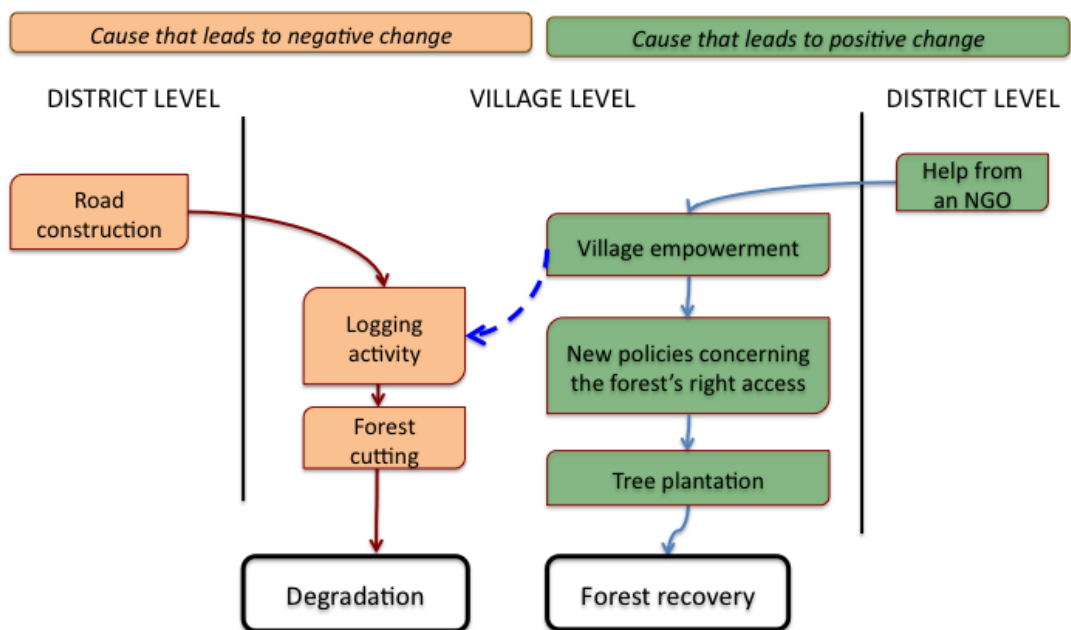 Cause that leads to negative change
Cause that leads to positive change
DISTRICT LEVEL
VILLAGE LEVEL
DISTRICT LEVEL
Road
construction
Help from
an NGO
Village empowerment
Logging
activity
New policies concerning
the forest’s right access
Forest
cutting
Tree plantation
Degradation
Forest recovery